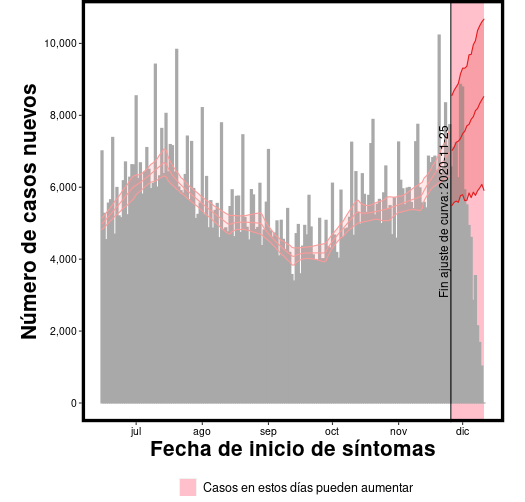 Número de casos nuevos
10,000
8,000
6,000
4,000
2,000
0
Fin ajuste de curva: 2020-11-25
jul ago sep oct nov dic
Fecha de inicio de síntomas
Casos en estos días pueden aumentar